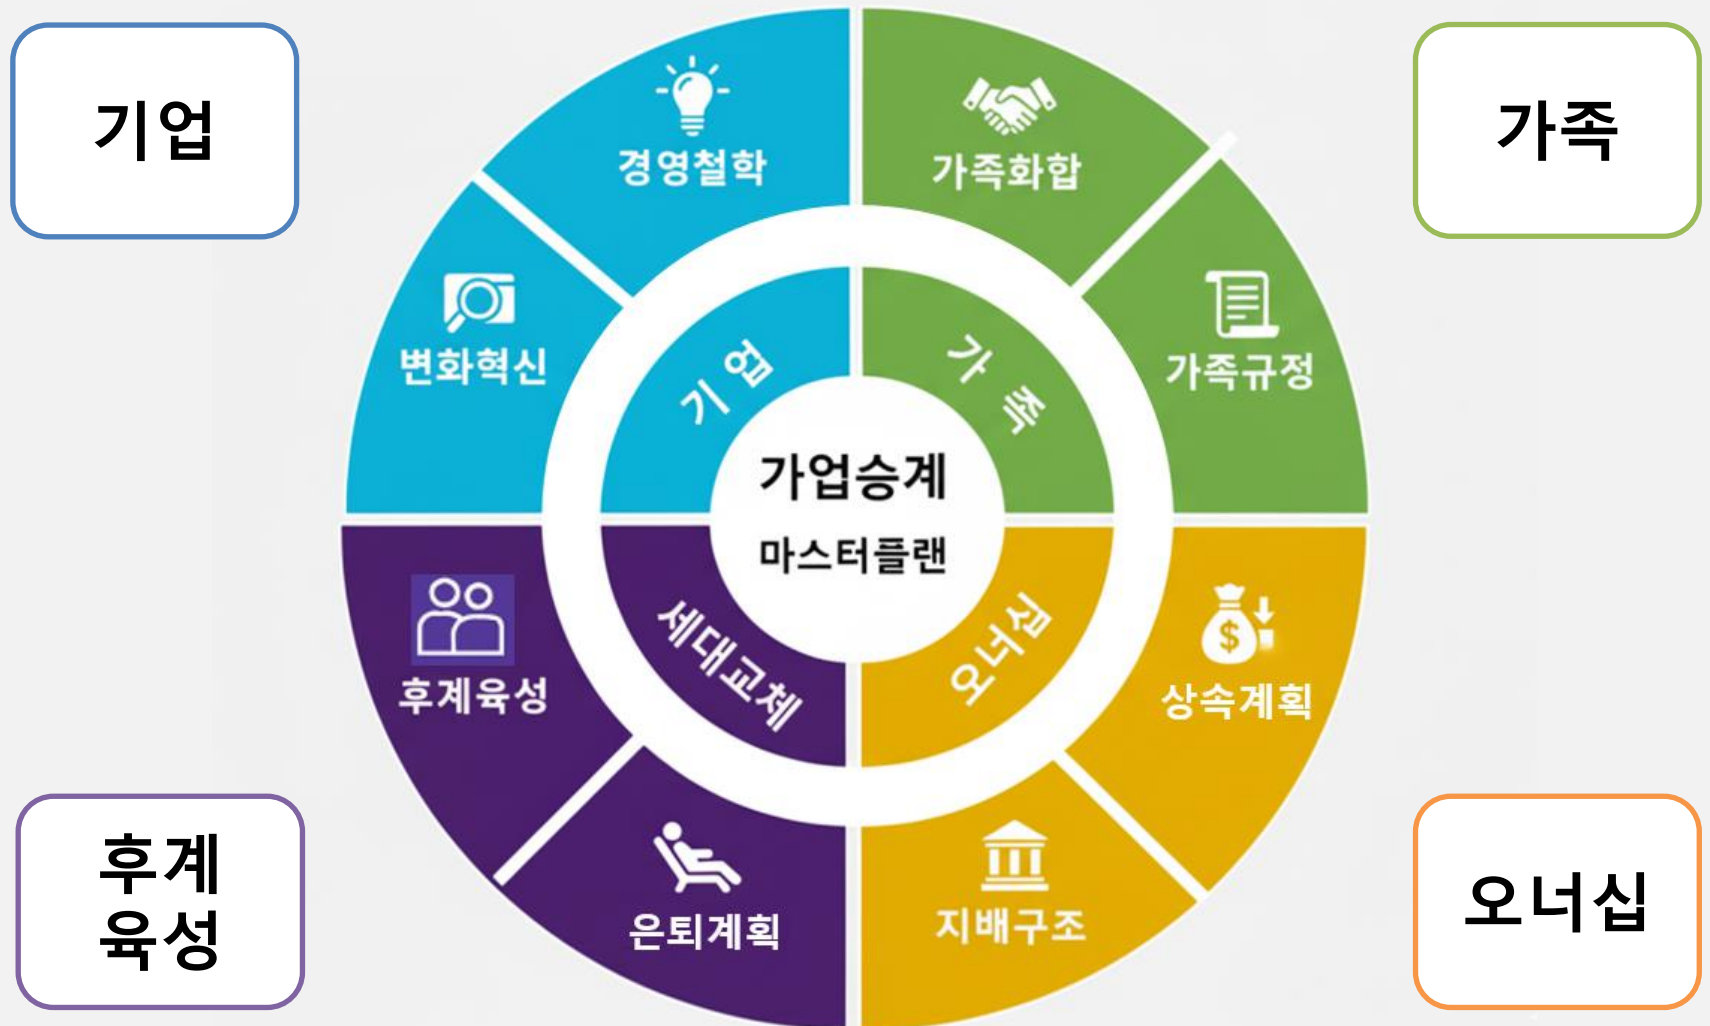 기업
가족
경영철학
가족화합
변화혁신
가족규정
기업
가족
가업승계
마스터플랜
세대교체
오너십
후계육성
상속계획
은퇴계획
지배구조
$
후계
육성
오너십